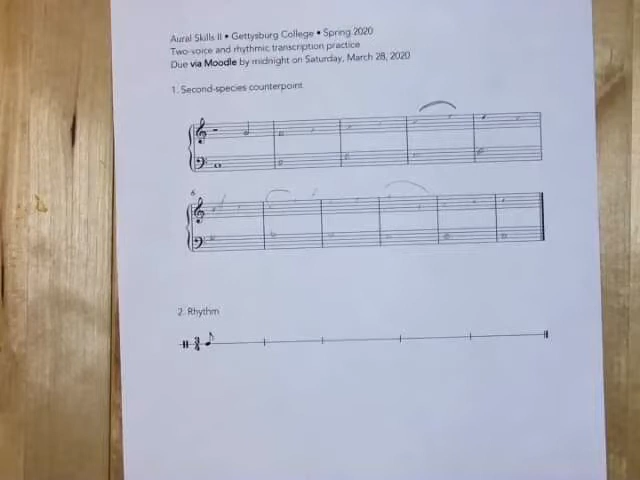 Aural Skills II • Gettysburg College • Spring 2020
Two-voice and rhythmic transcription practice
Due via Moodle by midnight on Saturday, March 28, 2020
1. Second-species counterpoint
6
2. Rhythm